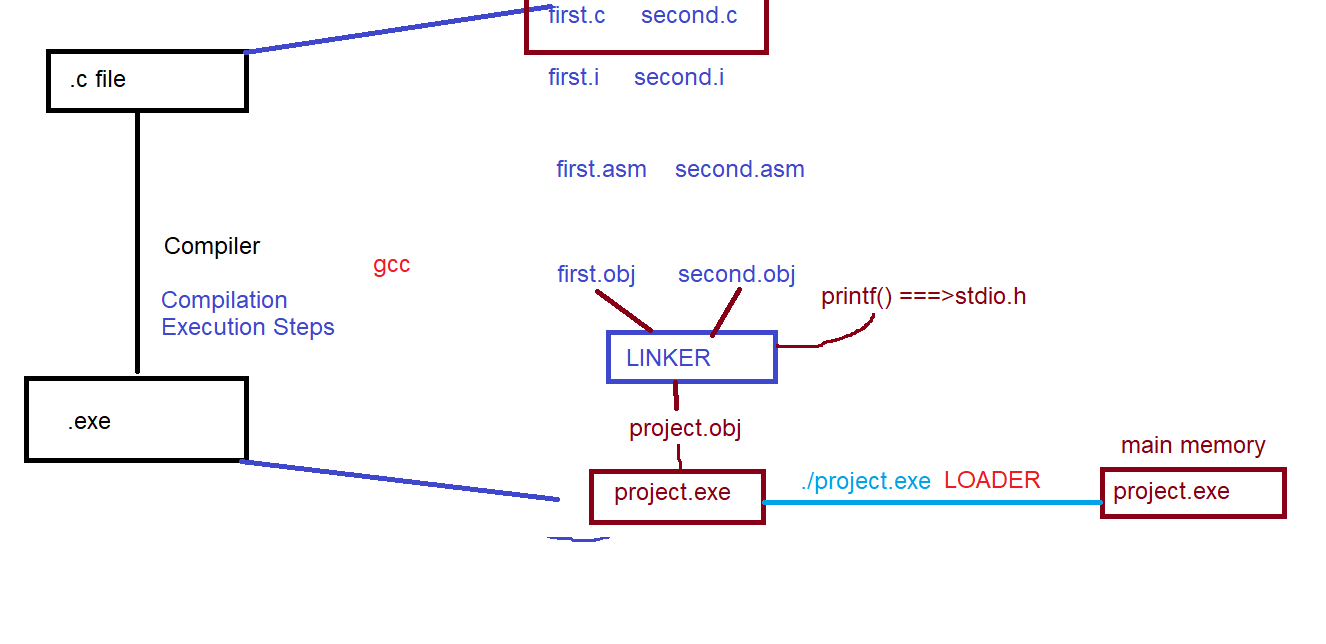 first.c second.c
.c file
first.i second.i
first.asm second.asm
Compiler
gcc
first.obj second.obj
Compilation
Execution Steps
printf() ===>stdio.h
LINKER
.exe
project.obj
main memory
project.exe
./project.exe LOADER
project.exe